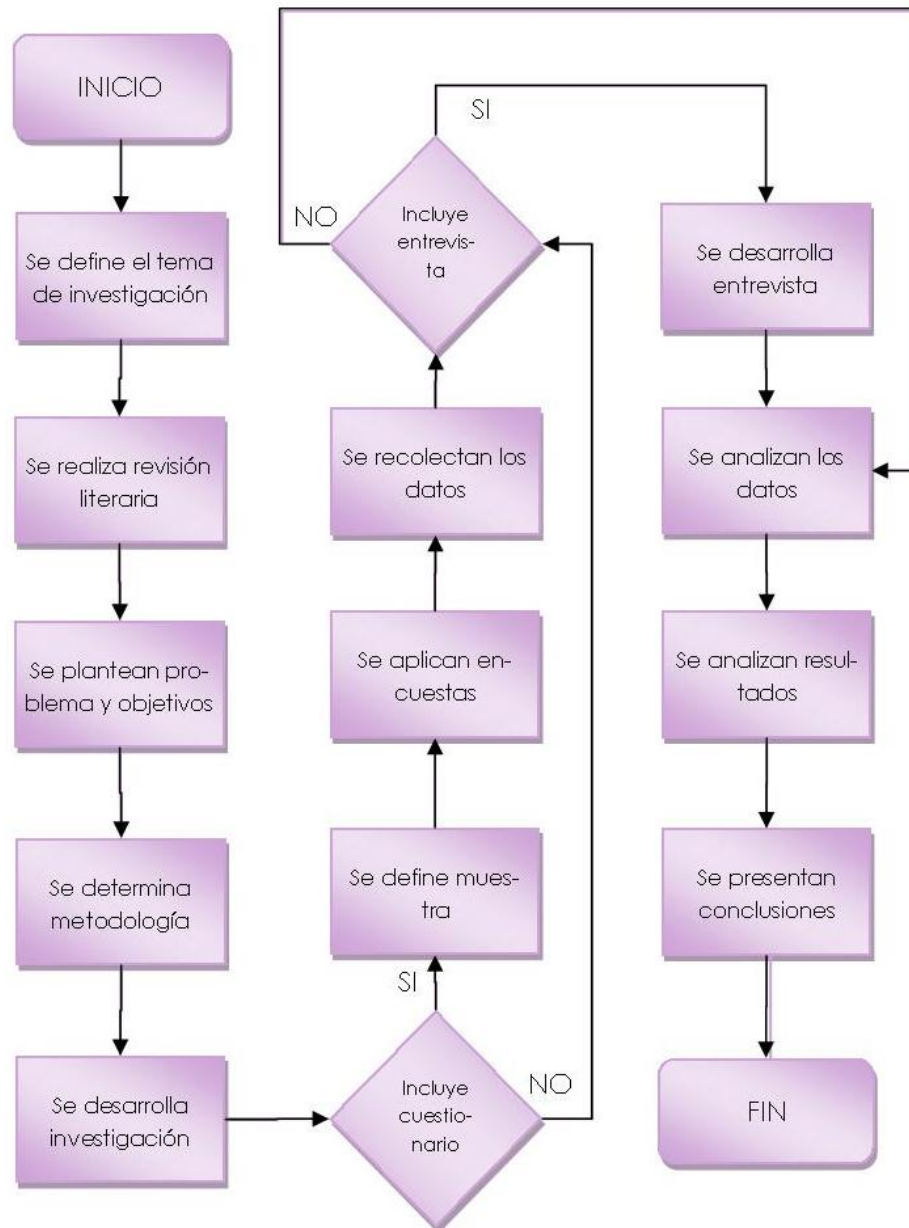 INICIO
Se define el tema
de investigación
Se realiza revisión
literaria
Se plantean pro-
blema y objetivos
Se determina
metodología
Se desarrolla
investigación
Incluye
cuestio-
nario
SI
NO
Se define mues-
tra
Se aplican en-
cuestas
Se recolectan los
datos
Incluye
entrevis-
ta
NO
SI
Se desarrolla
entrevista
Se analizan los
datos
Se analizan resul-
tados
Se presentan
conclusiones
FIN